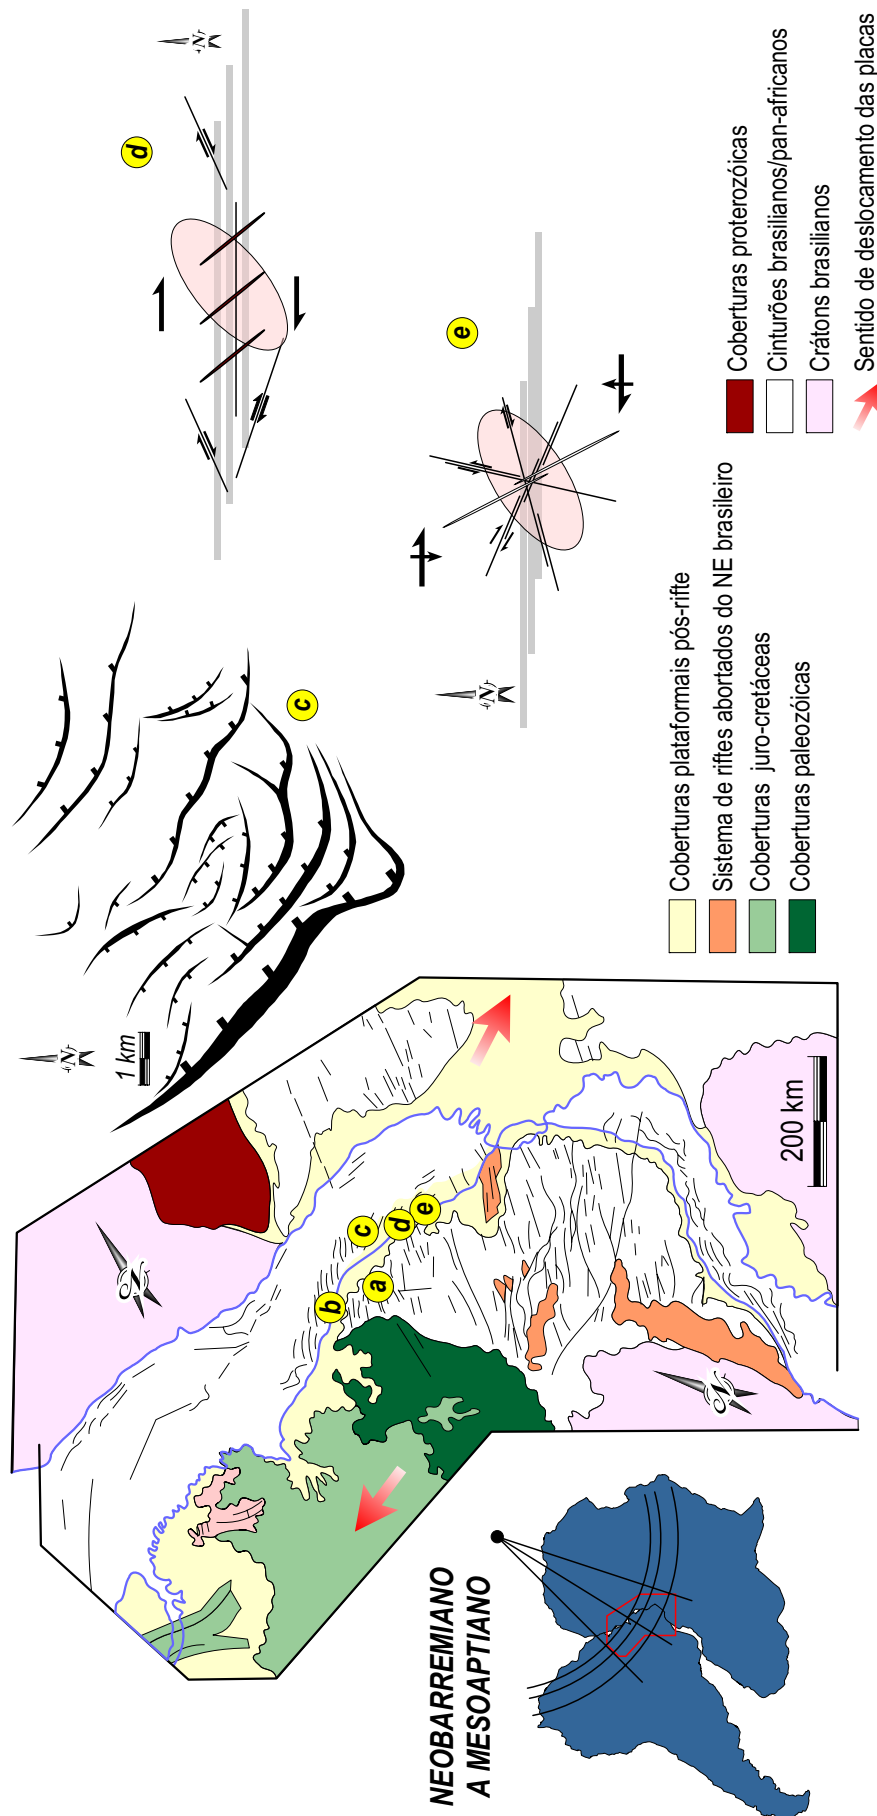 N
d
N
e
c
N
1 km
N
Coberturas proterozóicas
Cinturões brasilianos/pan-africanos
Crátons brasilianos
Sentido de deslocamento das placas
Coberturas plataformais pós-rifte
Sistema de riftes abortados do NE brasileiro
Coberturas juro-cretáceas
Coberturas paleozóicas
N
c
d
e
b
a
200 km
N
NEOBARREMIANO
A MESOAPTIANO